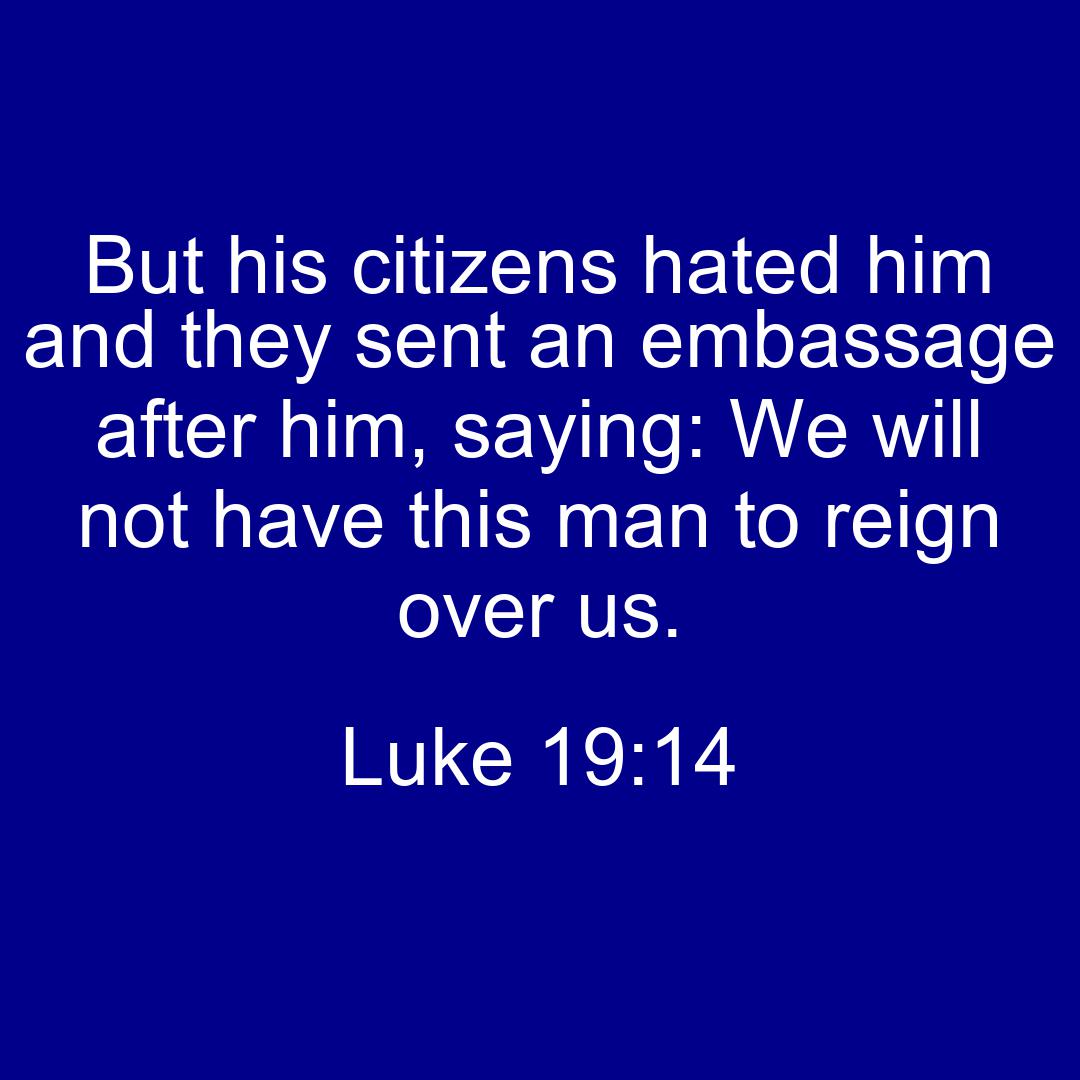 But his citizens hated him
and they sent an embassage
after him, saying: We will
not have this man to reign
over us.
Luke 19:14